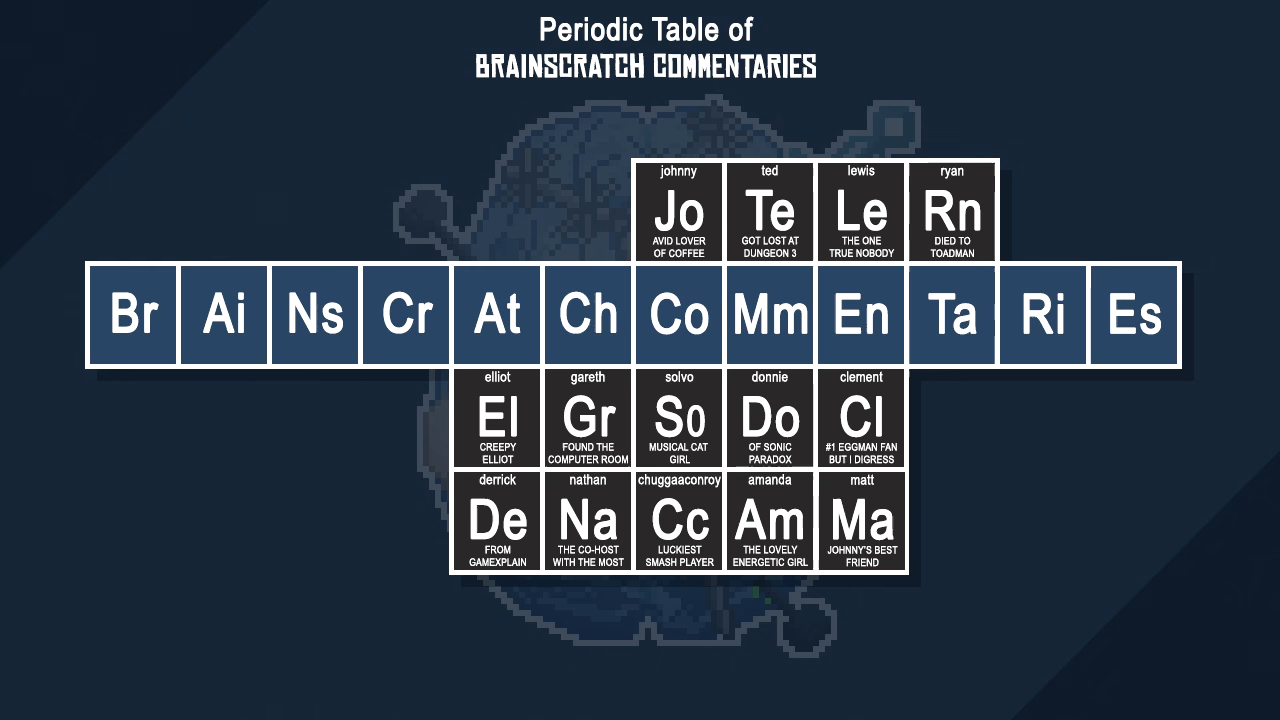 Periodic Table of
BRAINSCRATCH COMMENTARIES
johnny ted lewis ryan
Jo Te Le Rn
AVID LOVER GOT LOST AT THE ONE DIED TO
OF COFFEE DUNGEON 3 TRUE NOBODY TOADMAN
Br Ai Ns Cr At Ch Co Mm En Ta Ri Es
elliot gareth solvo donnie clement
El Gr So Do Cl
CREEPY FOUND THE MUSICAL CAT OF SONIC #1 EGGMAN FAN
ELLIOT COMPUTER ROOM GIRL PARADOX BUT I DIGRESS
derrick nathan chuggaaconroy amanda matt
De Na Cc Am Ma
FROM THE CO-HOST LUCKIEST THE LOVELY JOHNNY'S BEST
GAMEXPLAIN WITH THE MOST SMASH PLAYER ENERGETIC GIRL FRIEND